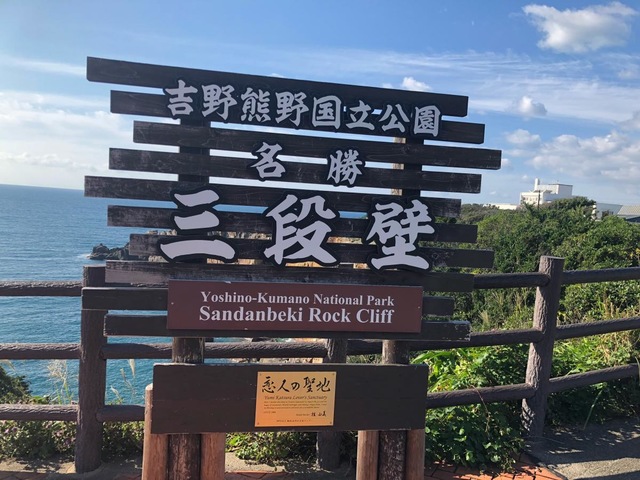 吉野熊野国立公園
名勝
三段壁
Yoshino-Kumano National Park
Sandanbeki Rock Cliff
恋人の聖地